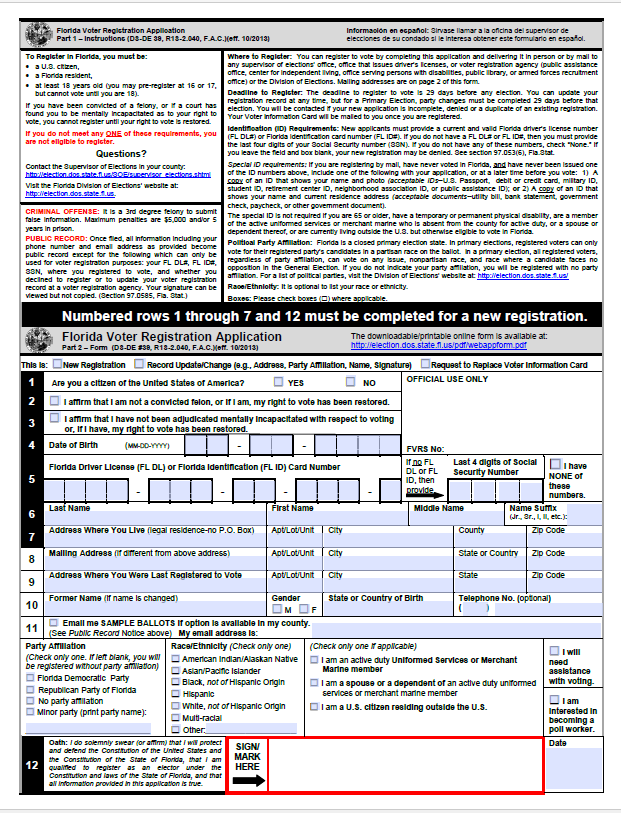 Florida Voter Registration Application
Part 1 – Instructions (DS-DE 39, R1S-2.040, F.A.C.)(eff. 10/2013)
Información en español: Sírvase llamar a la oficina del supervisor de
elecciones de su condado si le interesa obtener este formulario en español.
To Register in Florida, you must be:
• a U.S. citizen,
• a Florida resident,
• at least 18 years old (you may pre-register at 16 or 17,
but cannot vote until you are 18).
If you have been convicted of a felony, or if a court has
found you to be mentally incapacitated as to your right to
vote, you cannot register until your right to vote is restored.
If you do not meet any ONE of these requirements, you
are not eligible to register.
Questions?
Contact the Supervisor of Elections in your county:
http://election.dos.state.fl.us/SOE/supervisor_elections.shtml
Visit the Florida Division of Elections' website at:
http://election.dos.state.fl.us.
CRIMINAL OFFENSE: It is a 3rd degree felony to submit
false information. Maximum penalties are $5,000 and/or 5
years in prison.
PUBLIC RECORD: Once filed, all information including your
phone number and email address as provided become
public record except for the following which can only be
used for voter registration purposes: your FL DL#, FL ID#,
SSN, where you registered to vote, and whether you
declined to register or update your voter registration
record at a voter registration agency. Your signature can be
viewed but not copied. (Section 97.0585, Fla. Stat.)
Where to Register: You can register to vote by completing this application and delivering it in person or by mail to
any supervisor of elections' office, office that issues driver's licenses, or voter registration agency (public assistance
office, center for independent living, office serving persons with disabilities, public library, or armed forces recruitment
office) or the Division of Elections. Mailing addresses are on page 2 of this form.
Deadline to Register: The deadline to register to vote is 29 days before any election. You can update your
registration record at any time, but for a Primary Election, party changes must be completed 29 days before that
election. You will be contacted if your new application is incomplete, denied or a duplicate of an existing registration.
Your Voter Information Card will be mailed to you once you are registered.
Identification (ID) Requirements: New applicants must provide a current and valid Florida driver's license number
(FL DL#) or Florida identification card number (FL ID#). If you do not have a FL DL# or FL ID#, then you must provide
the last four digits of your Social Security number (SSN). If you do not have any of these numbers, check "None." If
you leave the field and box blank, your new registration may be denied. See section 97.053(6), Fla.Stat.
Special ID requirements: If you are registering by mail, have never voted in Florida, and have never been issued one
of the ID numbers above, include one of the following with your application, or at a later time before you vote: 1) A
copy of an ID that shows your name and photo (acceptable IDs–U.S. Passport, debit or credit card, military ID,
student ID, retirement center ID, neighborhood association ID, or public assistance ID); or 2) A copy of an ID that
shows your name and current residence address (acceptable documents–utility bill, bank statement, government
check, paycheck, or other government document).
The special ID is not required if you are 65 or older, have a temporary or permanent physical disability, are a member
of the active uniformed services or merchant marine who is absent from the county for active duty, or a spouse or
dependent thereof, or are currently living outside the U.S. but otherwise eligible to vote in Florida.
Political Party Affiliation: Florida is a closed primary election state. In primary elections, registered voters can only
vote for their registered party's candidates in a partisan race on the ballot. In a primary election, all registered voters,
regardless of party affiliation, can vote on any issue, nonpartisan race, and race where a candidate faces no
opposition in the General Election. If you do not indicate your party affiliation, you will be registered with no party
affiliation. For a list of political parties, visit the Division of Elections' website at: http://election.dos.state.fl.us/
Race/Ethnicity: It is optional to list your race or ethnicity.
Boxes: Please check boxes (☐) where applicable.
Numbered rows 1 through 7 and 12 must be completed for a new registration.
Florida Voter Registration Application
Part 2 – Form (DS-DE #39, R1S-2.040, F.A.C.)(eff. 10/2013)
The downloadable/printable online form is available at:
http://election.dos.state.fl.us/pdf/webappform.pdf
This is: ☐ New Registration ☐ Record Update/Change (e.g., Address, Party Affiliation, Name, Signature) ☐ Request to Replace Voter Information Card
1 Are you a citizen of the United States of America? ☐ YES ☐ NO
OFFICIAL USE ONLY
2 ☐ I affirm that I am not a convicted felon, or if I am, my right to vote has been restored.
3 ☐ I affirm that I have not been adjudicated mentally incapacitated with respect to voting
or, if I have, my right to vote has been restored.
4 Date of Birth (MM-DD-YYYY) - -
FVRS No:
5 Florida Driver License (FL DL) or Florida Identification (FL ID) Card Number
- - - -
If no FL
DL or FL
ID, then
provide
Last 4 digits of Social
Security Number
☐ I have
NONE of
these
numbers.
6 Last Name First Name Middle Name Name Suffix
(Jr., Sr., I, II, etc.):
7 Address Where You Live (legal residence-no P.O. Box) Apt/Lot/Unit City County Zip Code
8 Mailing Address (if different from above address) Apt/Lot/Unit City State or Country Zip Code
9 Address Where You Were Last Registered to Vote Apt/Lot/Unit City State Zip Code
10 Former Name (if name is changed) Gender State or Country of Birth Telephone No. (optional)
☐ M ☐ F ( )
11 ☐ Email me SAMPLE BALLOTS if option is available in my county.
(See Public Record Notice above) My email address is:
Party Affiliation
(Check only one. If left blank, you will
be registered without party affiliation)
☐ Florida Democratic Party
☐ Republican Party of Florida
☐ No party affiliation
☐ Minor party (print party name):
Race/Ethnicity (Check only one)
☐ American Indian/Alaskan Native
☐ Asian/Pacific Islander
☐ Black, not of Hispanic Origin
☐ Hispanic
☐ White, not of Hispanic Origin
☐ Multi-racial
☐ Other:
(Check only one if applicable)
☐ I am an active duty Uniformed Services or Merchant
Marine member
☐ I am a spouse or a dependent of an active duty uniformed
services or merchant marine member
☐ I am a U.S. citizen residing outside the U.S.
☐ I will
need
assistance
with voting.
☐ I am
interested in
becoming a
poll worker.
12 Oath: I do solemnly swear (or affirm) that I will protect
and defend the Constitution of the United States and
the Constitution of the State of Florida, that I am
qualified to register as an elector under the
Constitution and laws of the State of Florida, and that
all information provided in this application is true.
SIGN/
MARK
HERE
Date